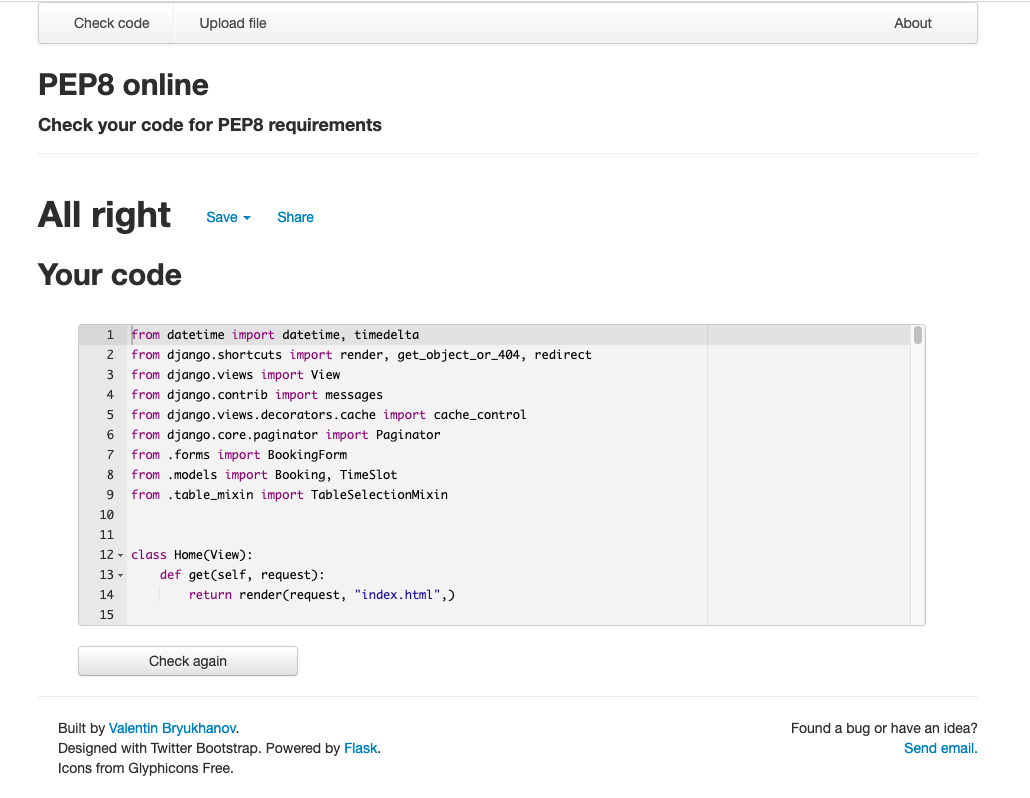 Check code Upload file About
PEP8 online
Check your code for PEP8 requirements
All right Save Share
Your code
1 from datetime import datetime, timedelta
2 from django.shortcuts import render, get_object_or_404, redirect
3 from django.views import View
4 from django.contrib import messages
5 from django.views.decorators.cache import cache_control
6 from django.core.paginator import Paginator
7 from .forms import BookingForm
8 from .models import Booking, TimeSlot
9 from .table_mixin import TableSelectionMixin
10
11
12 class Home(View):
13     def get(self, request):
14         return render(request, "index.html",)
15
Check again
Built by Valentin Bryukhanov. Found a bug or have an idea?
Designed with Twitter Bootstrap. Powered by Flask. Send email.
Icons from Glyphicons Free.